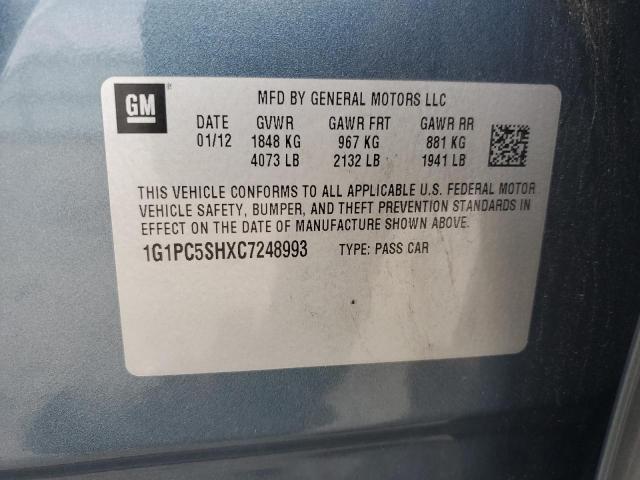 GM
MFD BY GENERAL MOTORS LLC
DATE GVWR GAWR FRT GAWR RR
01/12 1848 KG 967 KG 881 KG
4073 LB 2132 LB 1941 LB
THIS VEHICLE CONFORMS TO ALL APPLICABLE U.S. FEDERAL MOTOR
VEHICLE SAFETY, BUMPER, AND THEFT PREVENTION STANDARDS IN
EFFECT ON THE DATE OF MANUFACTURE SHOWN ABOVE.
1G1PC5SHXC7248993 TYPE: PASS CAR